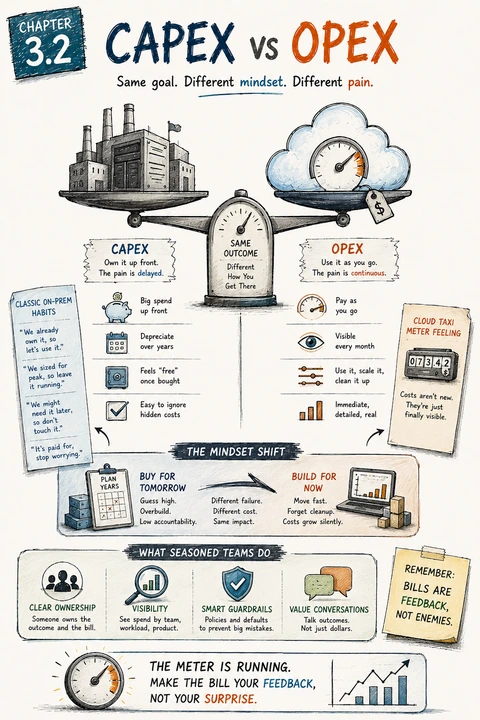 CHAPTER
3.2
CAPEX VS OPEX
Same goal. Different mindset. Different pain.
$
SAME
OUTCOME
Different
How You
Get There
CAPEX
Own it up front.
The pain is delayed.
OPEX
Use it as you go.
The pain is continuous.
CLASSIC ON-PREM
HABITS
"We already
own it, so
let's use it."
"We sized for
peak, so leave
it running."
"We might
need it later,
so don't
touch it."
"It's paid for,
stop worrying."
Big spend
up front
Depreciate
over years
Feels "free"
once bought
Easy to ignore
hidden costs
Pay as
you go
Visible
every month
Use it, scale it,
clean it up
Immediate,
detailed, real
CLOUD TAXI
METER FEELING
07342
Costs aren't new.
They're just
finally visible.
THE MINDSET SHIFT
PLAN
YEARS
BUY FOR
TOMORROW
Guess high.
Overbuild.
Low accountability.
Different failure.
Different cost.
Same impact.
BUILD FOR
NOW
Move fast.
Forget cleanup.
Costs grow silently.
WHAT SEASONED TEAMS DO
CLEAR OWNERSHIP
Someone owns the
outcome and the bill.
VISIBILITY
See spend by team,
workload, product.
SMART GUARDRAILS
Policies and defaults
to prevent big mistakes.
VALUE CONVERSATIONS
Talk outcomes.
Not just dollars.
REMEMBER:
BILLS ARE
FEEDBACK,
NOT ENEMIES.
THE METER IS RUNNING.
MAKE THE BILL YOUR FEEDBACK,
NOT YOUR SURPRISE.